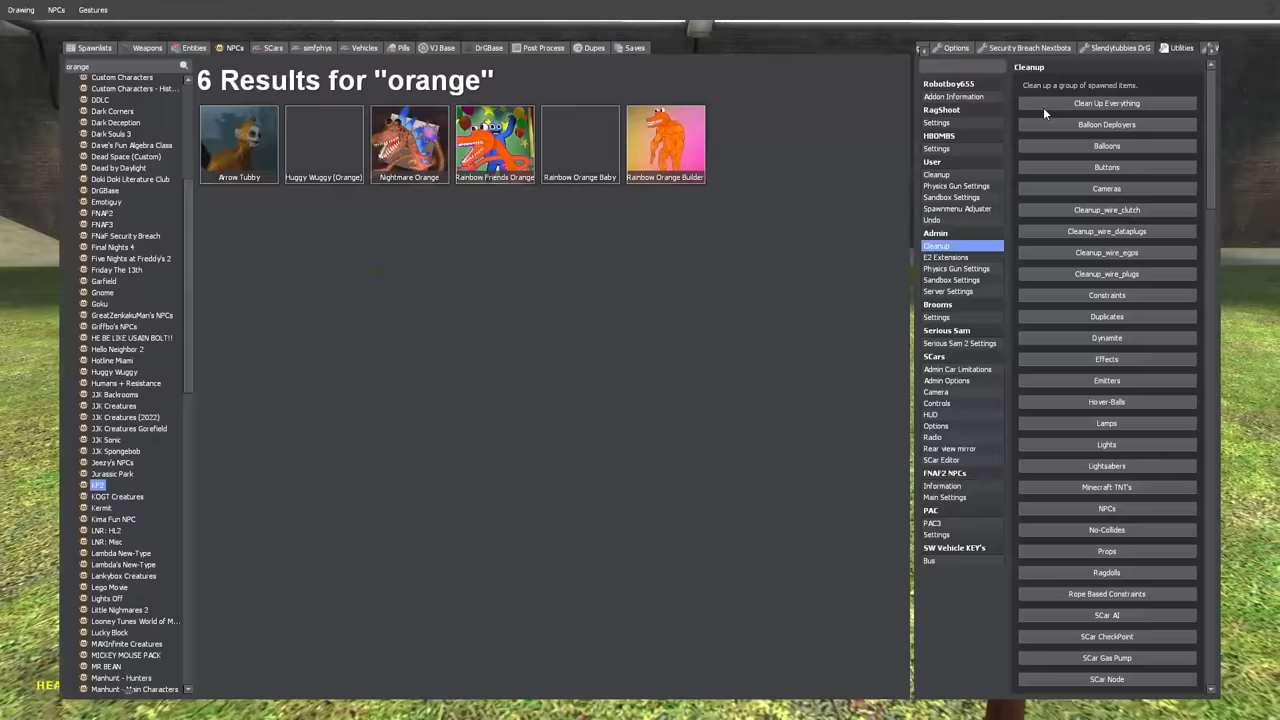 Drawing NPCs Gestures
Spawnlists Weapons Entities NPCs SCars simfphys Vehicles Pills VJ Base DrGBase Post Process Dupes Saves
Options Security Breach Nextbots Slendytubbies DrG Utilities
orange
Custom Characters
Custom Characters - Hist...
DDLC
Dark Corners
Dark Deception
Dark Souls 3
Dave's Fun Algebra Class
Dead Space (Custom)
Dead by Daylight
Doki Doki Literature Club
DrGBase
Emotiguy
FNAF2
FNAF3
FNaF Security Breach
Final Nights 4
Five Nights at Freddy's 2
Friday The 13th
Garfield
Gnome
Goku
GreatZenkakuMan's NPCs
Griffbo's NPCs
HE BE LIKE USAIN BOLT!!
Hello Neighbor 2
Hotline Miami
Huggy Wuggy
Humans + Resistance
JJK Backrooms
JJK Creatures
JJK Creatures (2022)
JJK Creatures Gorefield
JJK Sonic
JJK Spongebob
Jeezy's NPCs
Jurassic Park
KF2
KOGT Creatures
Kermit
Kima Fun NPC
LNR: HL2
LNR: Misc
Lambda New-Type
Lambda's New-Type
Lankybox Creatures
Lego Movie
Lights Off
Little Nighmares 2
Looney Tunes World of M...
Lucky Block
MAXInfinite Creatures
MICKEY MOUSE PACK
MR BEAN
Manhunt - Hunters
Manhunt - Main Characters
6 Results for "orange"
Arrow Tubby
Huggy Wuggy (Orange)
Nightmare Orange
Rainbow Friends Orange
Rainbow Orange Baby
Rainbow Orange Builder
Robotboy655
Addon Information
RagShoot
Settings
HBOMBS
Settings
User
Cleanup
Physics Gun Settings
Sandbox Settings
Spawnmenu Adjuster
Undo
Admin
Cleanup
E2 Extensions
Physics Gun Settings
Sandbox Settings
Server Settings
Brooms
Settings
Serious Sam
Serious Sam 2 Settings
SCars
Admin Car Limitations
Admin Options
Camera
Controls
HUD
Options
Radio
Rear view mirror
SCar Editor
FNAF2 NPCs
Information
Main Settings
PAC
PAC3
Settings
SW Vehicle KEY's
Bus
Cleanup
Clean up a group of spawned items.
Clean Up Everything
Balloon Deployers
Balloons
Buttons
Cameras
Cleanup_wire_clutch
Cleanup_wire_dataplugs
Cleanup_wire_egps
Cleanup_wire_plugs
Constraints
Duplicates
Dynamite
Effects
Emitters
Hover-Balls
Lamps
Lights
Lightsabers
Minecraft TNT's
NPCs
No-Collides
Props
Ragdolls
Rope Based Constraints
SCar AI
SCar CheckPoint
SCar Gas Pump
SCar Node